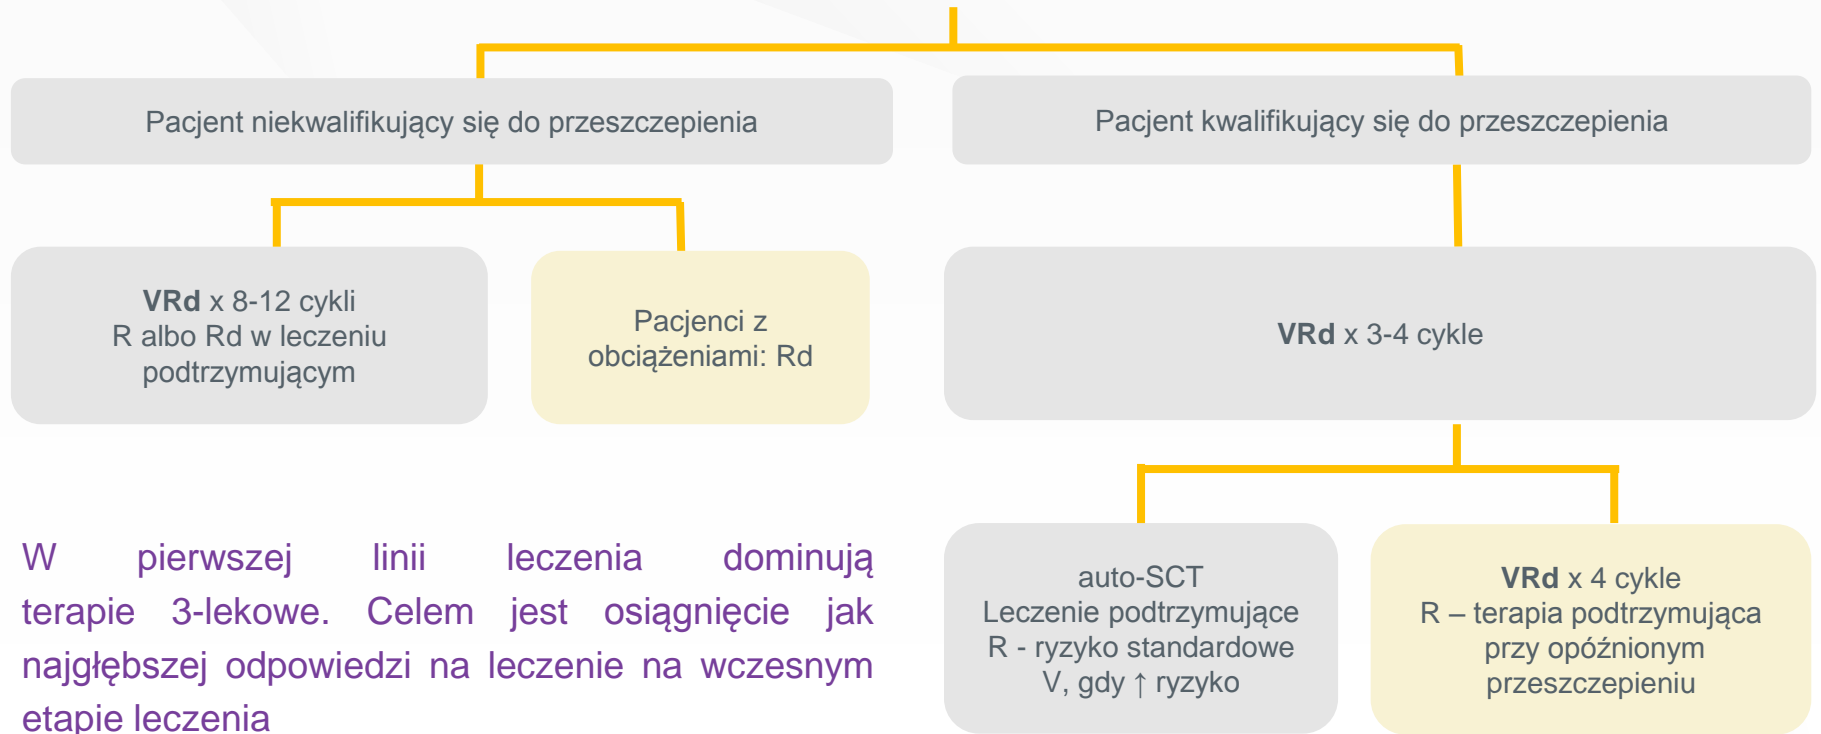 Pacjent niekwalifikujący się do przeszczepienia
Pacjent kwalifikujący się do przeszczepienia
VRd x 8-12 cykli
R albo Rd w leczeniu
podtrzymującym
Pacjenci z
obciążeniami: Rd
VRd x 3-4 cykle
W pierwszej linii leczenia dominują
terapie 3-lekowe. Celem jest osiągnięcie jak
najgłębszej odpowiedzi na leczenie na wczesnym
etapie leczenia
auto-SCT
Leczenie podtrzymujące
R - ryzyko standardowe
V, gdy ↑ ryzyko
VRd x 4 cykle
R – terapia podtrzymująca
przy opóźnionym
przeszczepieniu